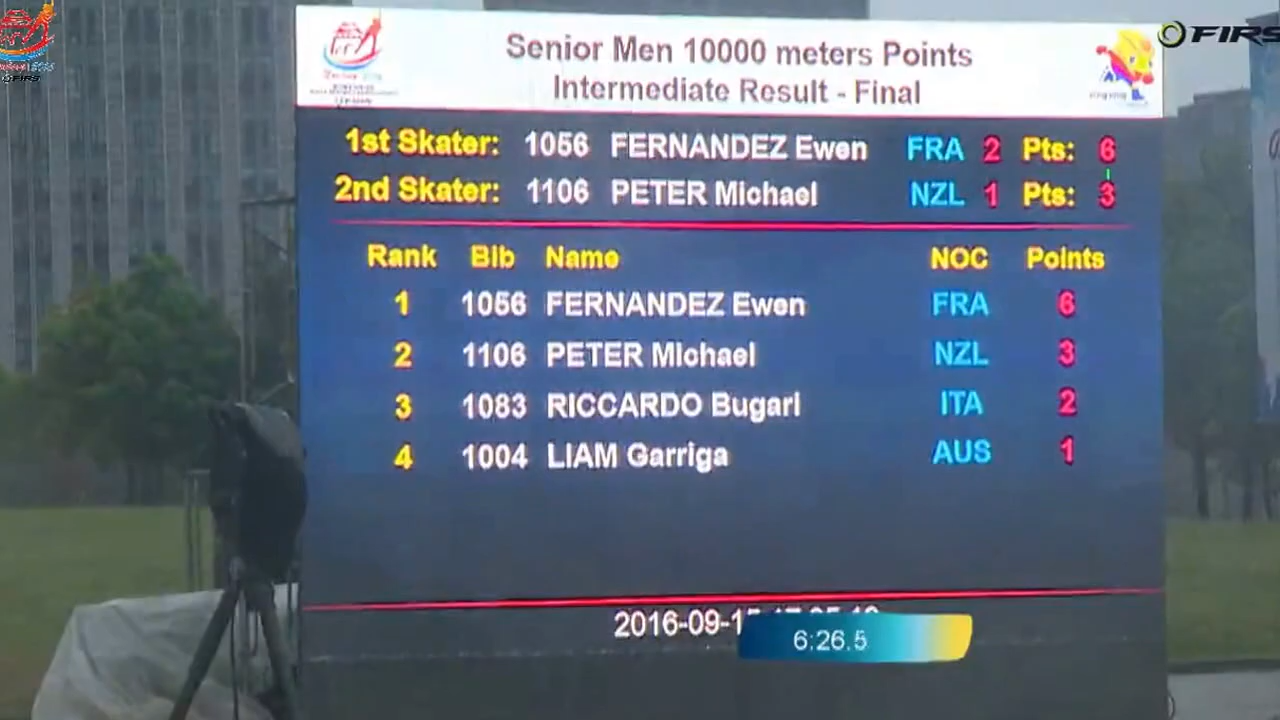 FIRS
Senior Men 10000 meters Points
Intermediate Result - Final
1st Skater: 1056 FERNANDEZ Ewen FRA 2 Pts: 6
2nd Skater: 1106 PETER Michael NZL 1 Pts: 3
Rank Bib Name NOC Points
1 1056 FERNANDEZ Ewen FRA 6
2 1106 PETER Michael NZL 3
3 1083 RICCARDO Bugari ITA 2
4 1004 LIAM Garriga AUS 1
2016-09-15
6:26.5
FIRS